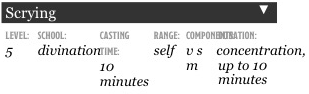 Scrying ▼
LEVEL: SCHOOL: CASTING TIME: RANGE: COMPONENTS: DURATION:
5 divination 10 minutes self v s m concentration, up to 10 minutes